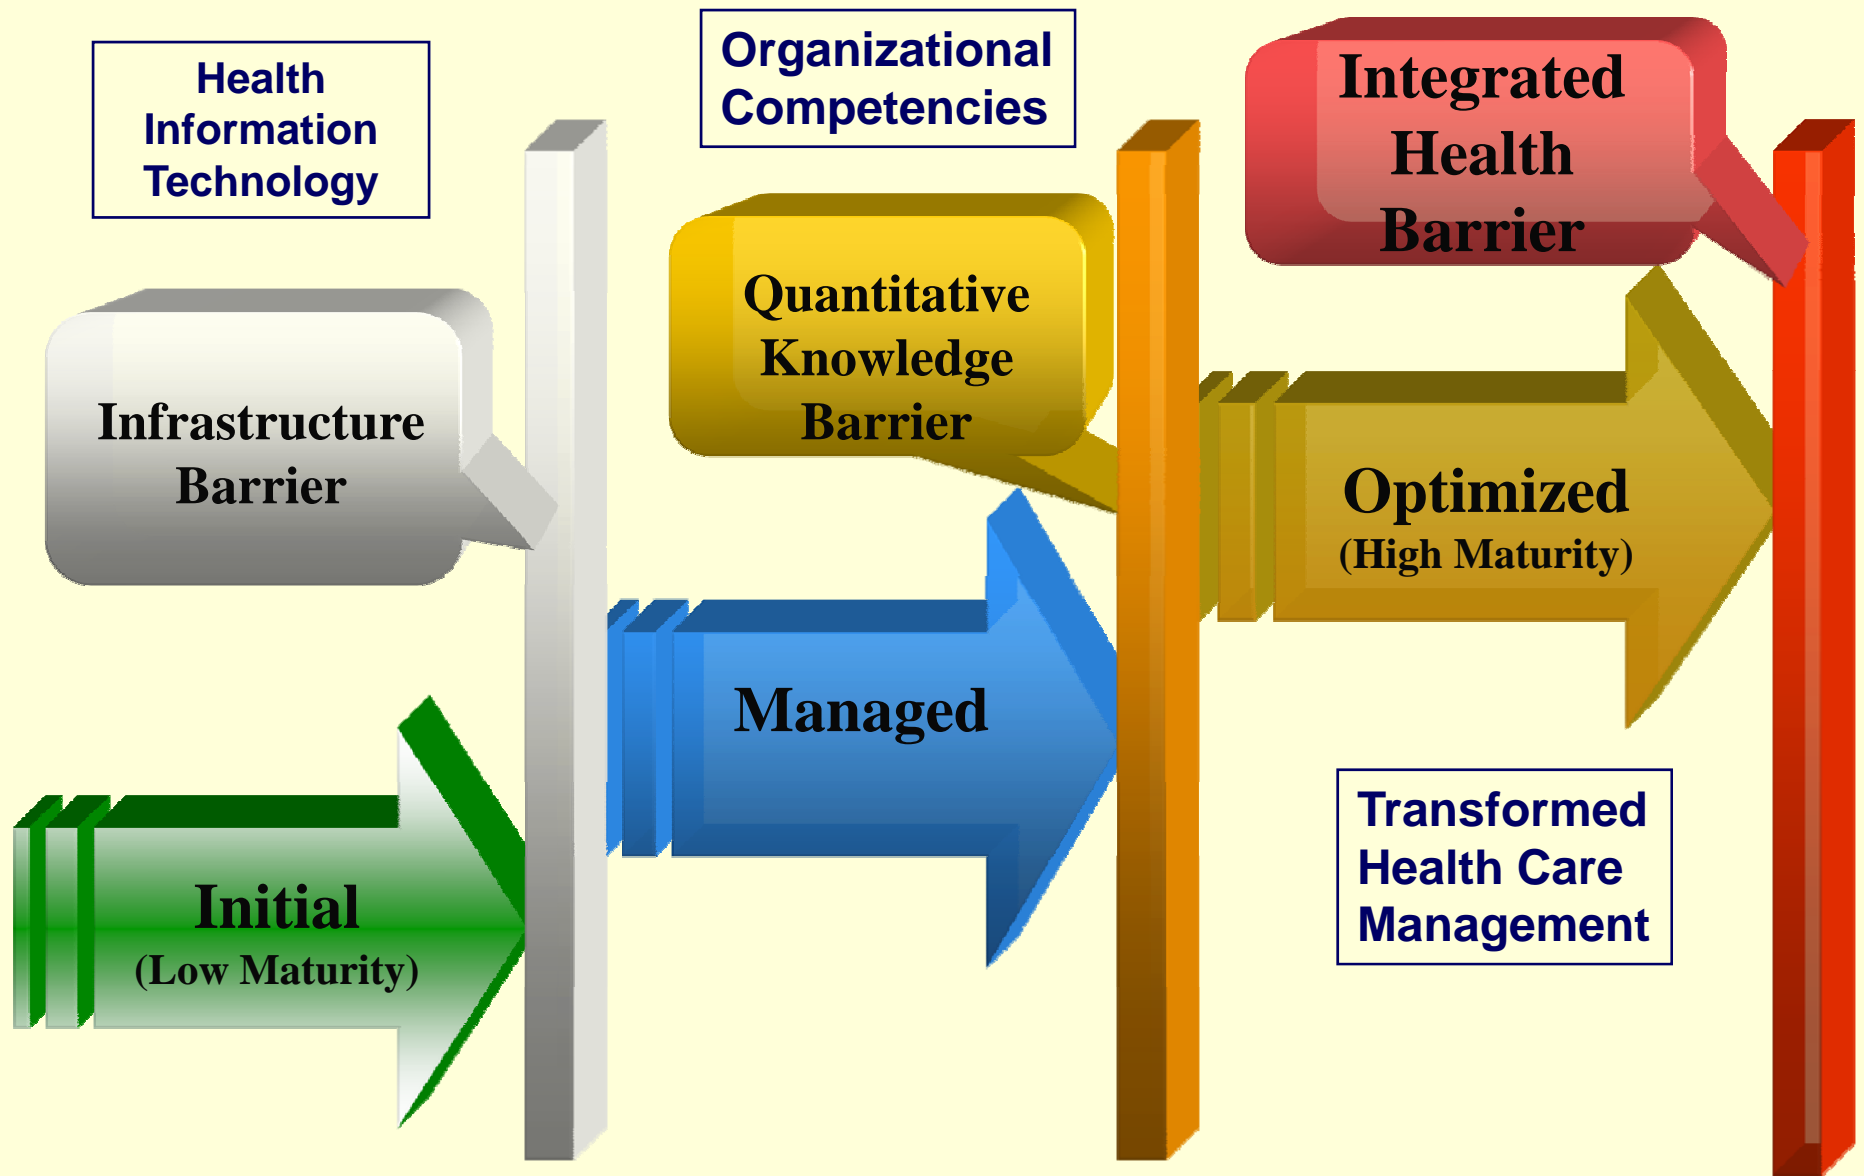 Health
Information
Technology
Infrastructure
Barrier
Initial
(Low Maturity)
Organizational
Competencies
Quantitative
Knowledge
Barrier
Managed
Integrated
Health
Barrier
Optimized
(High Maturity)
Transformed
Health Care
Management